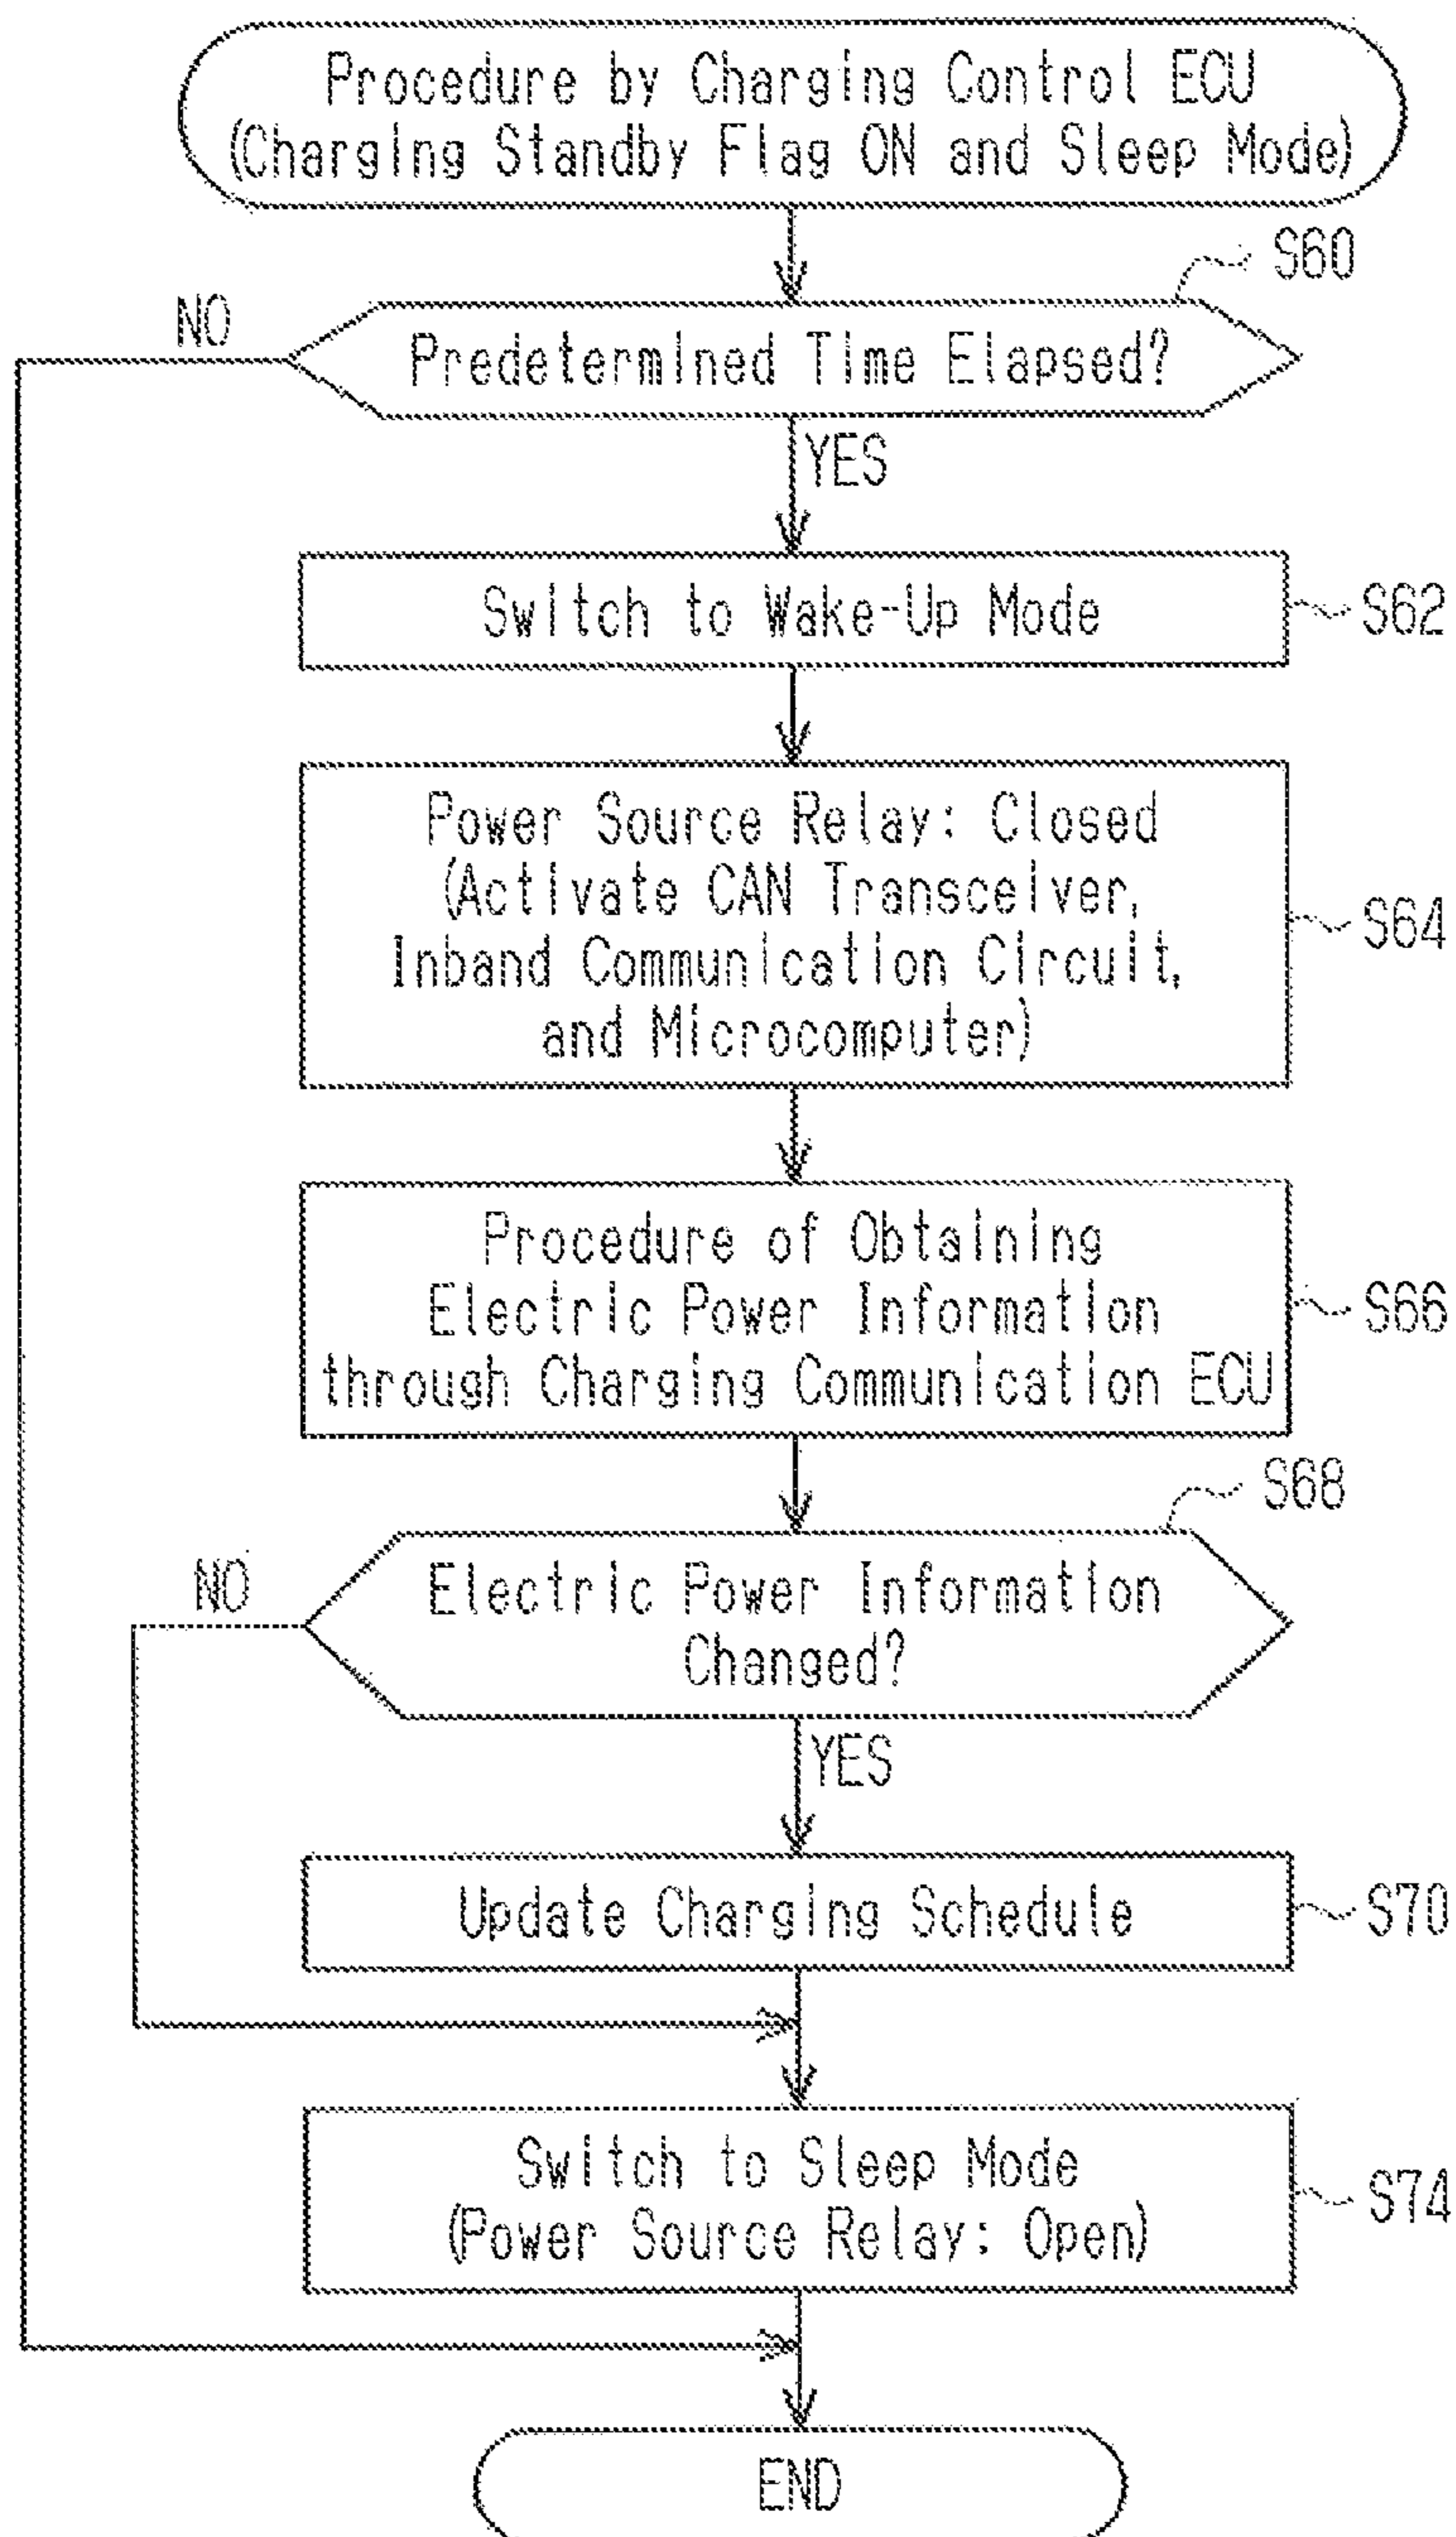 Procedure by Charging Control ECU
(Charging Standby Flag ON and Sleep Mode)
S60
NO
Predetermined Time Elapsed?
YES
Switch to Wake-Up Mode
S62
Power Source Relay: Closed
(Activate CAN Transceiver,
Inband Communication Circuit,
and Microcomputer)
S64
Procedure of Obtaining
Electric Power Information
through Charging Communication ECU
S66
S68
NO
Electric Power Information
Changed?
YES
Update Charging Schedule
S70
Switch to Sleep Mode
(Power Source Relay: Open)
S74
END